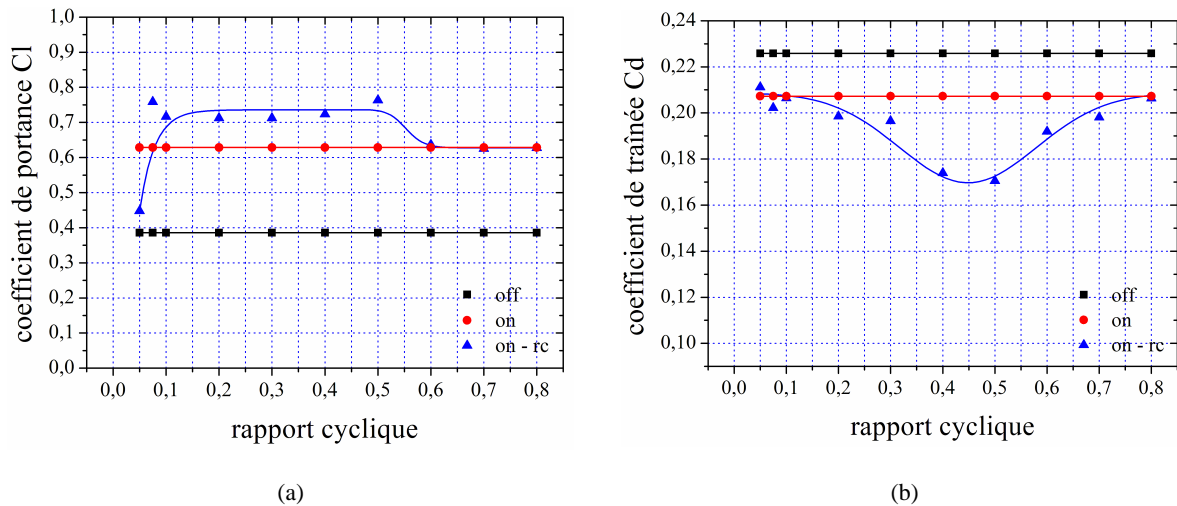 coefficient de portance Cl
1,0
0,9
0,8
0,7
0,6
0,5
0,4
0,3
0,2
0,1
0,0
off
on
on - rc
0,0 0,1 0,2 0,3 0,4 0,5 0,6 0,7 0,8
rapport cyclique
(a)
coefficient de traînée Cd
0,24
0,22
0,20
0,18
0,16
0,14
0,12
0,10
off
on
on - rc
0,0 0,1 0,2 0,3 0,4 0,5 0,6 0,7 0,8
rapport cyclique
(b)